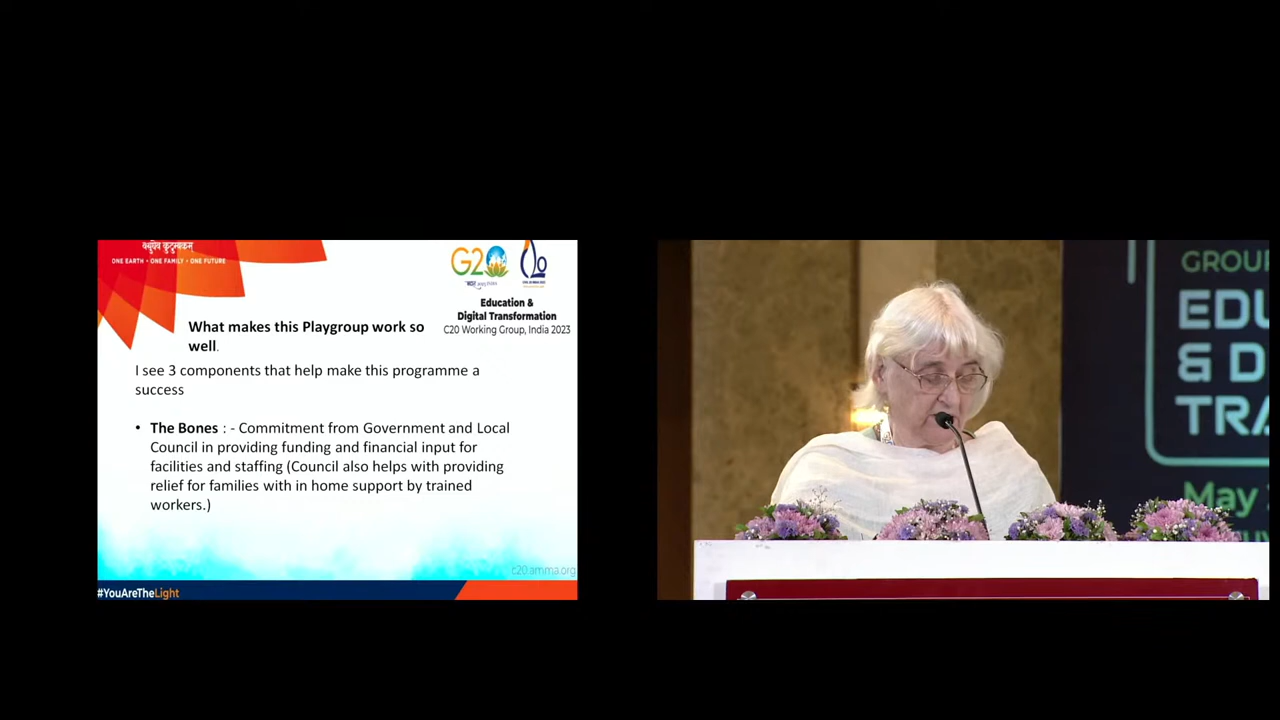 वसुधैव कुटुम्बकम्
ONE EARTH • ONE FAMILY • ONE FUTURE
G20
Education &
Digital Transformation
C20 Working Group, India 2023
What makes this Playgroup work so
well.
I see 3 components that help make this programme a
success
• The Bones : - Commitment from Government and Local
Council in providing funding and financial input for
facilities and staffing (Council also helps with providing
relief for families with in home support by trained
workers.)
c20.amma.org
#YouAreTheLight
GROUP
EDU
& D
TRA
May